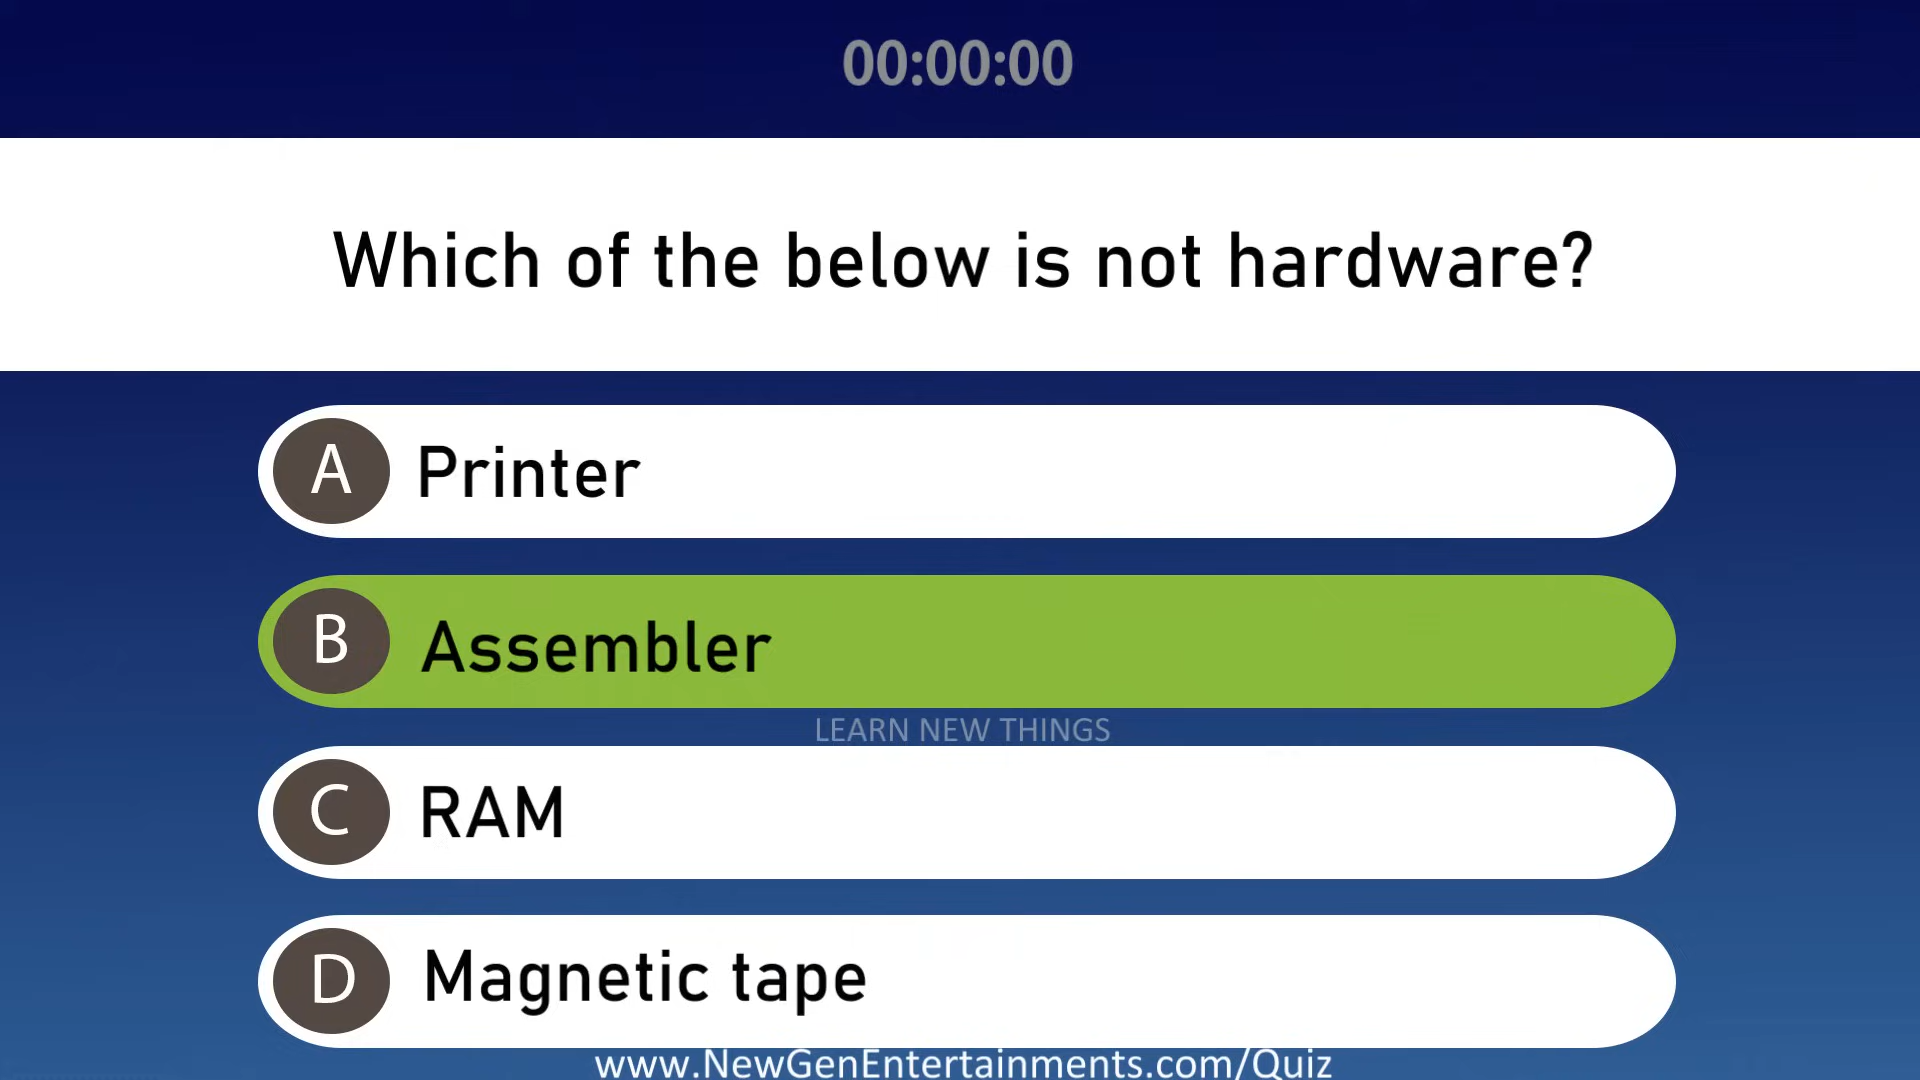 00:00:00
Which of the below is not hardware?
A Printer
B Assembler
LEARN NEW THINGS
C RAM
D Magnetic tape
www.NewGenEntertainments.com/Quiz